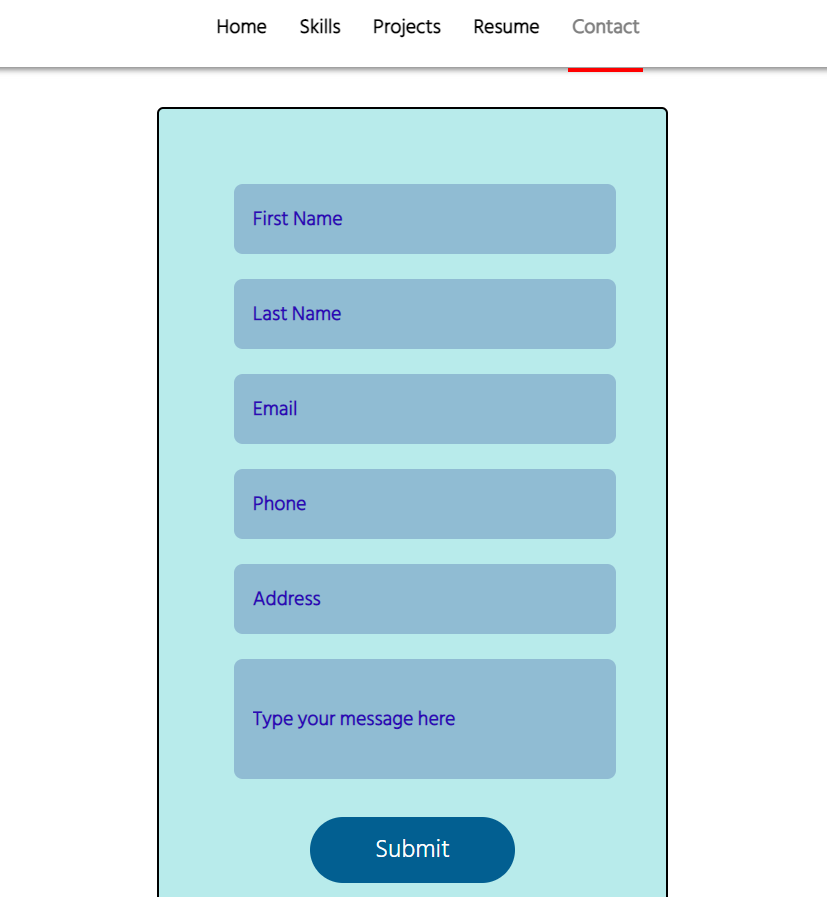 Home Skills Projects Resume Contact
First Name
Last Name
Email
Phone
Address
Type your message here
Submit